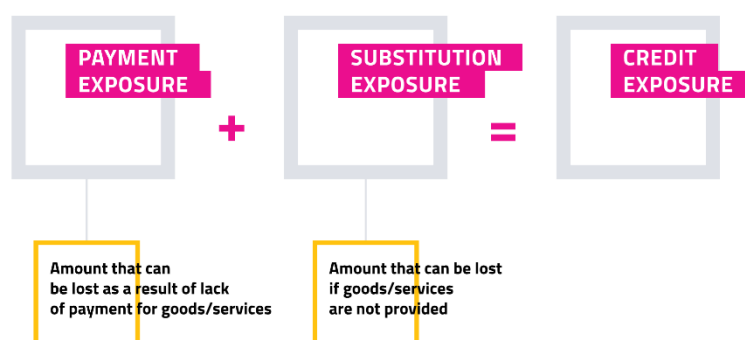 PAYMENT
EXPOSURE
+
SUBSTITUTION
EXPOSURE
=
CREDIT
EXPOSURE
Amount that can
be lost as a result of lack
of payment for goods/services
Amount that can be lost
if goods/services
are not provided